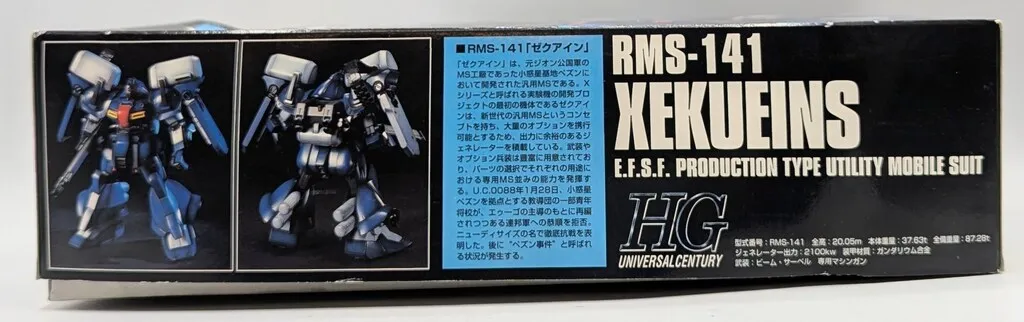 ■RMS-141「ゼクアイン」
「ゼクアイン」は、元ジオン公国軍の
MS工廠であった小惑星基地ペズンに
おいて開発された汎用MSである。X
シリーズと呼ばれる実験機の開発プロ
ジェクトの最初の機体であるゼクアイ
ンは、新世代の汎用MSというコンセ
プトを持ち、大量のオプションを携行
可能とするため、出力に余裕のあるジ
ェネレーターを積載している。武装や
オプション兵装は豊富に用意されてお
り、パーツの選択でそれぞれの用途に
おける専用MS並みの能力を発揮す
る。U.C.0088年1月28日、小惑星
ペズンを拠点とする教導団の一部青年
将校が、エゥーゴの主導のもとに再編
されつつある連邦軍への恭順を拒否。
ニューディサイズの名で徹底抗戦を表
明した。後に“ペズン事件”と呼ばれ
る状況が発生する。
RMS-141
XEKUEINS
E.F.S.F. PRODUCTION TYPE UTILITY MOBILE SUIT
HG
UNIVERSAL CENTURY
型式番号：RMS-141 全高：20.05m 本体重量：37.63t 全備重量：87.28t
ジェネレーター出力：2100kw 装甲材質：ガンダリウム合金
武装：ビーム・サーベル 専用マシンガン